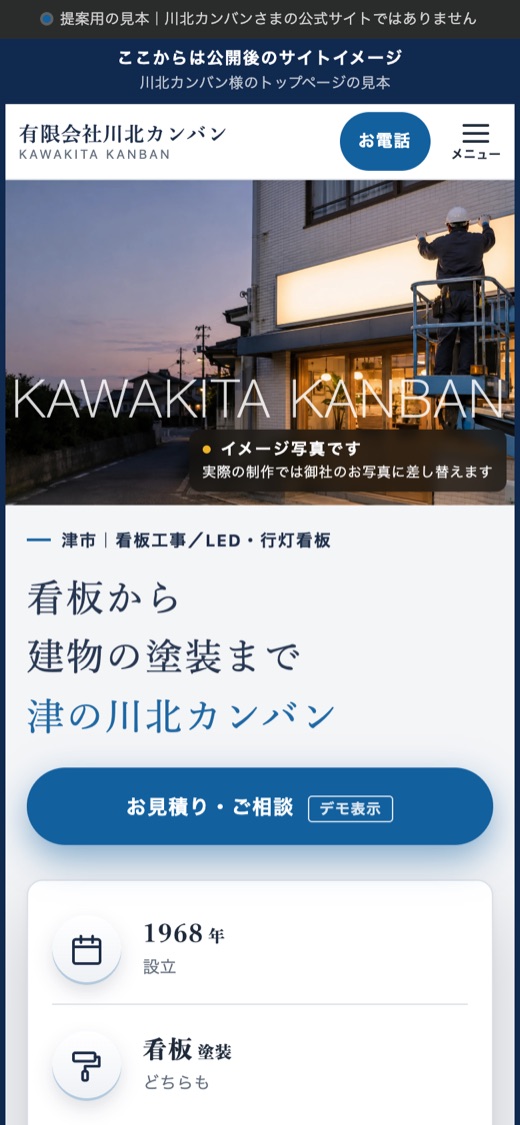 提案用の見本｜川北カンバンさまの公式サイトではありません
ここからは公開後のサイトイメージ
川北カンバン様のトップページの見本
有限会社川北カンバン
KAWAKITA KANBAN
お電話
メニュー
KAWAKITA KANBAN
イメージ写真です
実際の制作では御社のお写真に差し替えます
津市｜看板工事／LED・行灯看板
看板から
建物の塗装まで
津の川北カンバン
お見積り・ご相談 デモ表示
1968年
設立
看板 塗装
どちらも